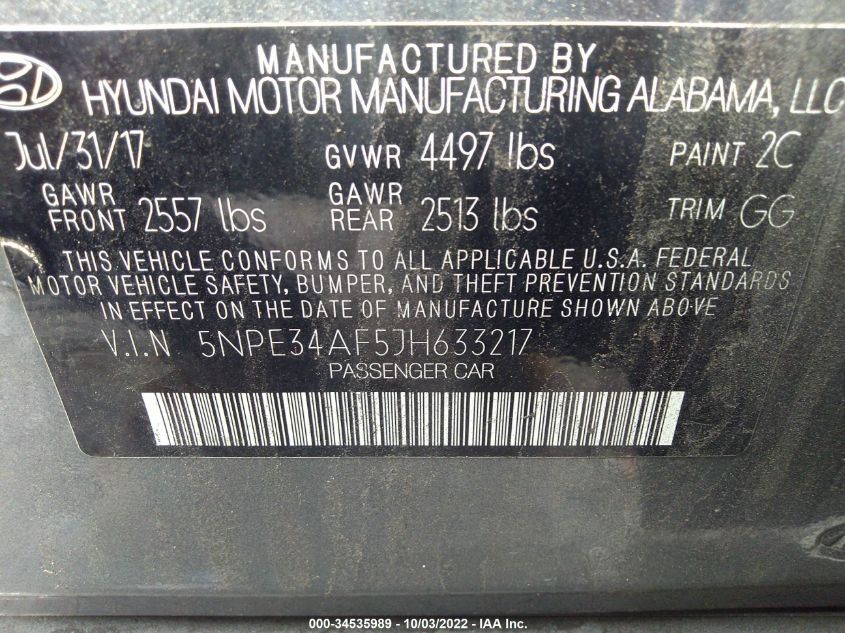 MANUFACTURED BY
HYUNDAI MOTOR MANUFACTURING ALABAMA, LLC
Jul/31/17 GVWR 4497 lbs PAINT 2C
GAWR FRONT 2557 lbs GAWR REAR 2513 lbs TRIM GG
THIS VEHICLE CONFORMS TO ALL APPLICABLE U.S.A. FEDERAL
MOTOR VEHICLE SAFETY, BUMPER, AND THEFT PREVENTION STANDARDS
IN EFFECT ON THE DATE OF MANUFACTURE SHOWN ABOVE
V.I.N 5NPE34AF5JH633217
PASSENGER CAR
000-34535989 - 10/03/2022 - IAA Inc.